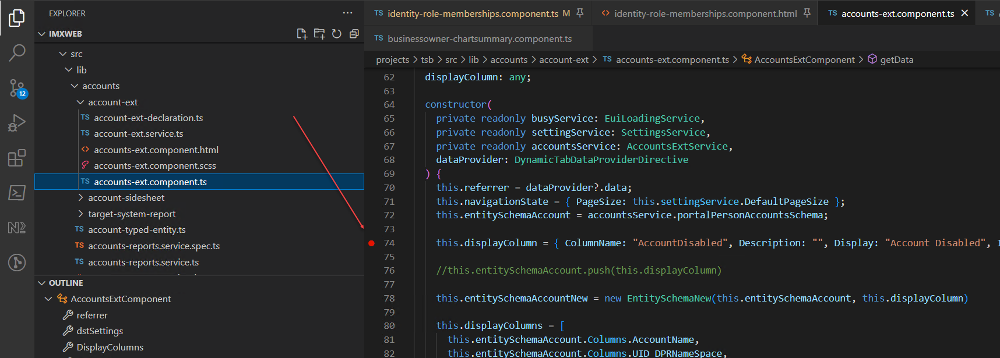 EXPLORER
IMXWEB
src
lib
accounts
account-ext
TS account-ext-declaration.ts
TS account-ext.service.ts
<> accounts-ext.component.html
accounts-ext.component.scss
TS accounts-ext.component.ts
account-sidesheet
target-system-report
TS account-typed-entity.ts
TS accounts-reports.service.spec.ts
TS accounts-reports.service.ts
OUTLINE
AccountsExtComponent
referrer
dstSettings
DisplayColumns
12
TS identity-role-memberships.component.ts M
<> identity-role-memberships.component.html
TS accounts-ext.component.ts
TS
TS businessowner-chartsummary.component.ts
projects > tsb > src > lib > accounts > account-ext > TS accounts-ext.component.ts > AccountsExtComponent > getData
62 displayColumn: any;
63
64 constructor(
65 private readonly busyService: EuiLoadingService,
66 private readonly settingService: SettingsService,
67 private readonly accountsService: AccountsExtService,
68 dataProvider: DynamicTabDataProviderDirective
69 ) {
70 this.referrer = dataProvider?.data;
71 this.navigationState = { PageSize: this.settingService.DefaultPageSize };
72 this.entitySchemaAccount = accountsService.portalPersonAccountsSchema;
73
74 this.displayColumn = { ColumnName: "AccountDisabled", Description: "", Display: "Account Disabled",
75
76 //this.entitySchemaAccount.push(this.displayColumn)
77
78 this.entitySchemaAccountNew = new EntitySchemaNew(this.entitySchemaAccount, this.displayColumn)
79
80 this.displayColumns = [
81 this.entitySchemaAccount.Columns.AccountName,
82 this.entitySchemaAccount.Columns.UID_DPRNameSpace,